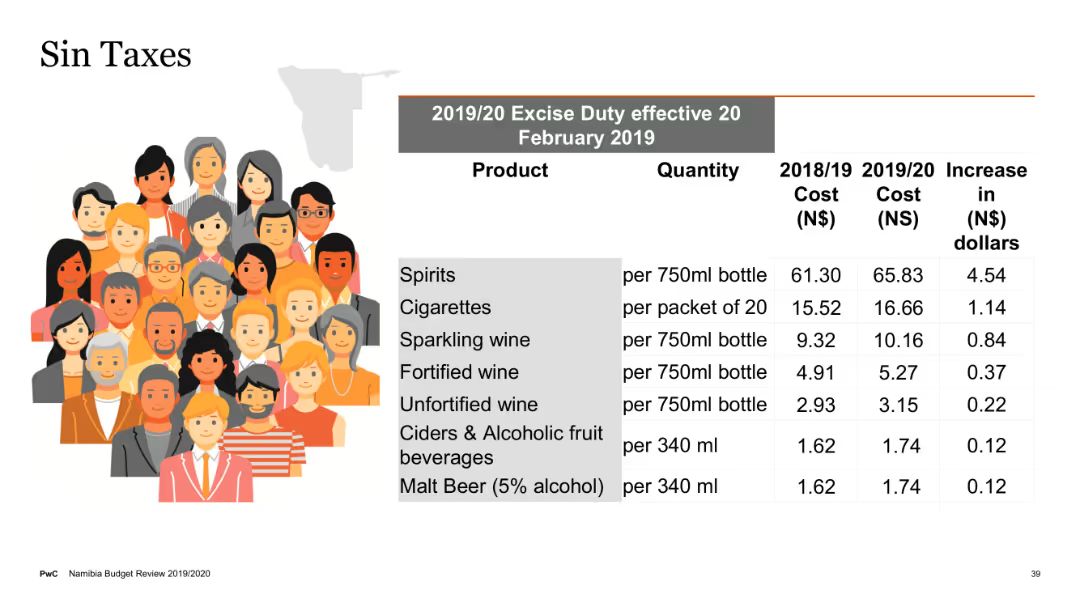 Sin Taxes
2019/20 Excise Duty effective 20
February 2019
Product Quantity 2018/19 Cost (N$) 2019/20 Cost (NS) Increase in (N$) dollars
Spirits per 750ml bottle 61.30 65.83 4.54
Cigarettes per packet of 20 15.52 16.66 1.14
Sparkling wine per 750ml bottle 9.32 10.16 0.84
Fortified wine per 750ml bottle 4.91 5.27 0.37
Unfortified wine per 750ml bottle 2.93 3.15 0.22
Ciders & Alcoholic fruit beverages per 340 ml 1.62 1.74 0.12
Malt Beer (5% alcohol) per 340 ml 1.62 1.74 0.12
PwC Namibia Budget Review 2019/2020 39